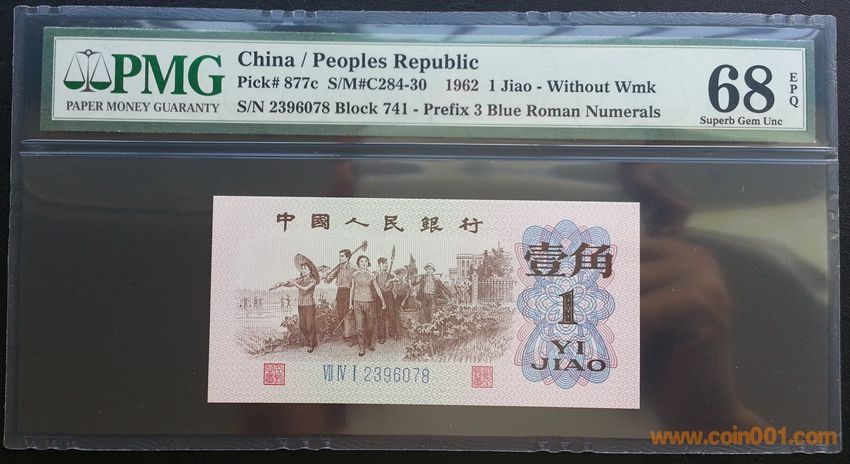 PMG
PAPER MONEY GUARANTY
China / Peoples Republic
Pick# 877c S/M#C284-30 1962 1 Jiao - Without Wmk
S/N 2396078 Block 741 - Prefix 3 Blue Roman Numerals
68
EPQ
Superb Gem Unc
中國人民銀行
壹角
1
YI
JIAO
VII IV I 2396078
www.coin001.com